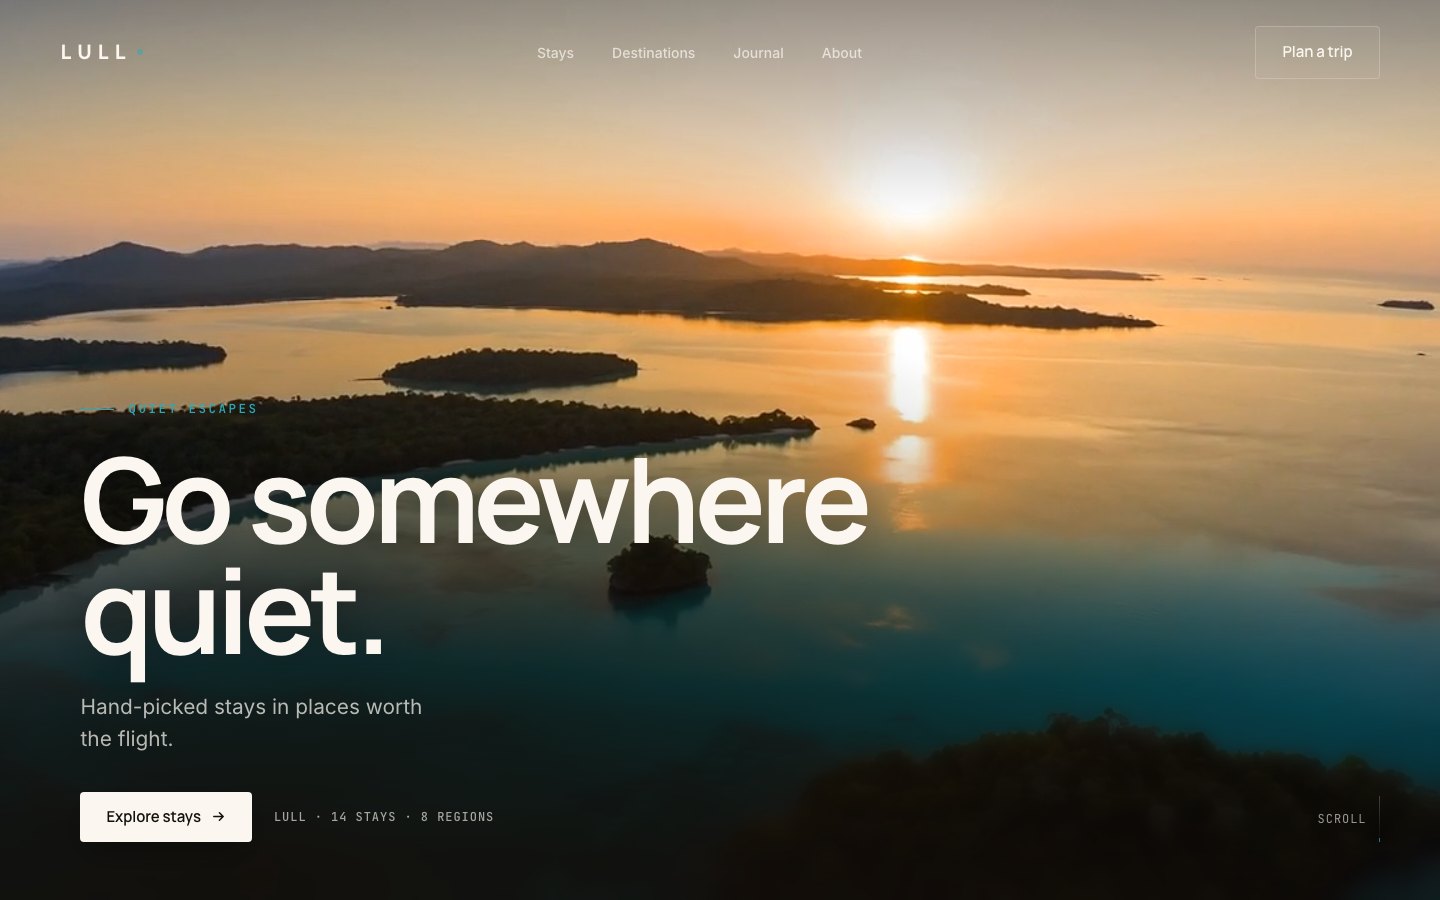 LULL
Stays
Destinations
Journal
About
Plan a trip
QUIET ESCAPES
Go somewhere
quiet.
Hand-picked stays in places worth
the flight.
Explore stays →
LULL · 14 STAYS · 8 REGIONS
SCROLL